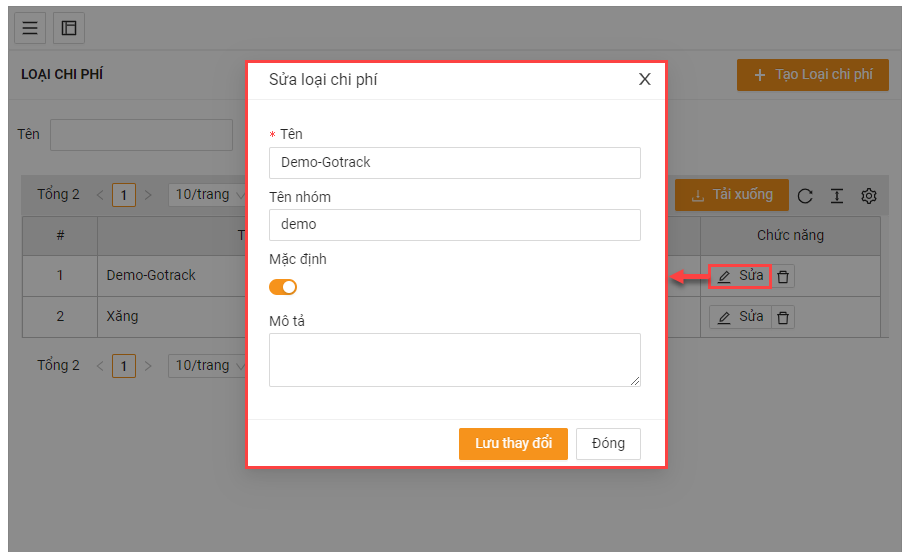 LOẠI CHI PHÍ
+ Tạo Loại chi phí
Tên
Tổng 2 < 1 > 10/trang
Tải xuống
# T Chức năng
1 Demo-Gotrack Sửa
2 Xăng Sửa
Tổng 2 < 1 > 10/trang
Sửa loại chi phí X
* Tên
Demo-Gotrack
Tên nhóm
demo
Mặc định
Mô tả
Lưu thay đổi Đóng